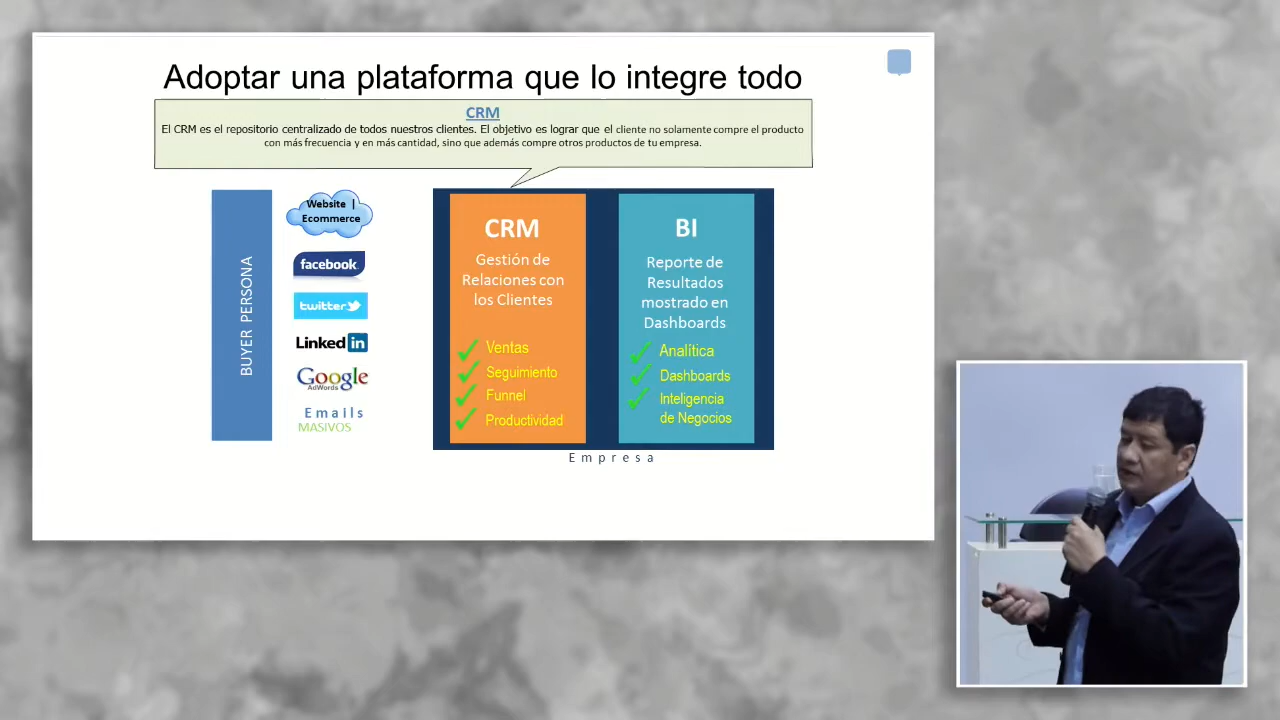 Adoptar una plataforma que lo integre todo
CRM
El CRM es el repositorio centralizado de todos nuestros clientes. El objetivo es lograr que el cliente no solamente compre el producto
con más frecuencia y en más cantidad, sino que además compre otros productos de tu empresa.
BUYER PERSONA
Website |
Ecommerce
facebook
twitter
Linked in
Google
AdWords
Emails
MASIVOS
CRM
Gestión de
Relaciones con
los Clientes
Ventas
Seguimiento
Funnel
Productividad
BI
Reporte de
Resultados
mostrado en
Dashboards
Analítica
Dashboards
Inteligencia
de Negocios
Empresa